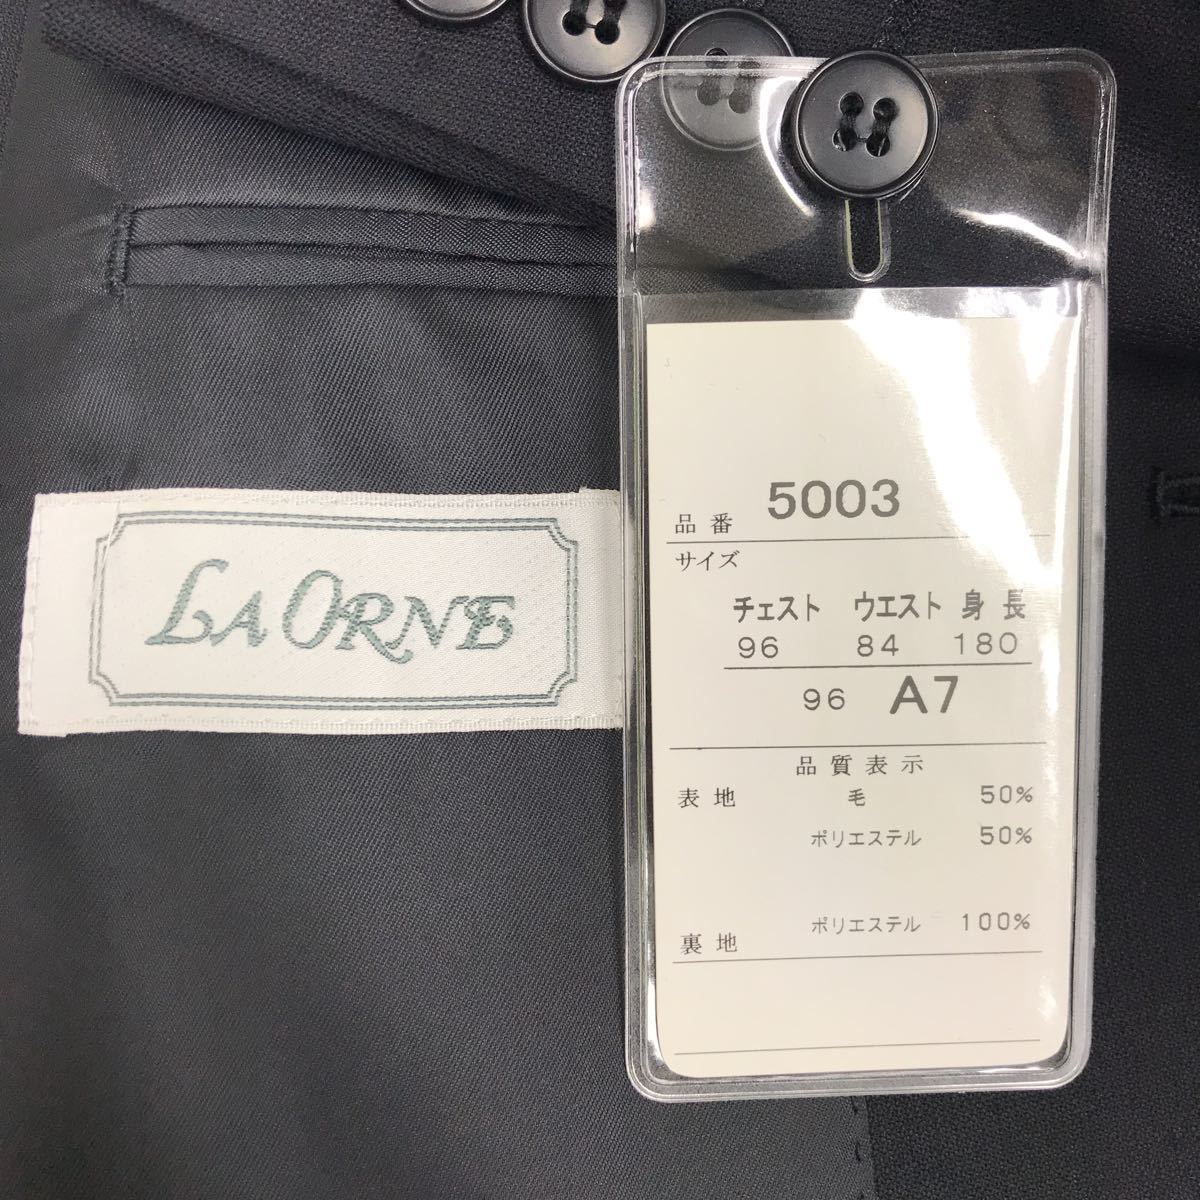 LA ORNE
品番 5003
サイズ
チェスト ウエスト 身長
96 84 180
96 A7
品質表示
表地 毛 50%
ポリエステル 50%
裏地 ポリエステル 100%